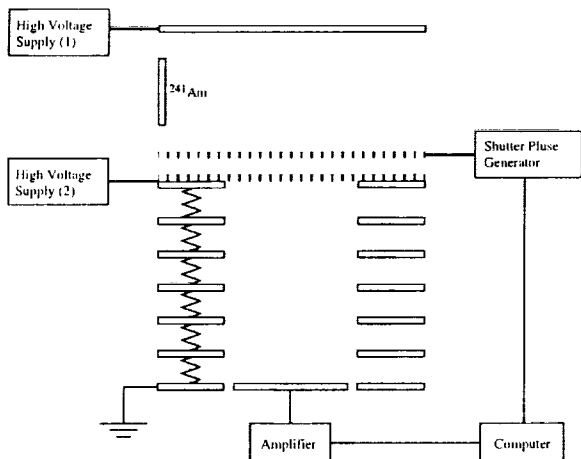 High Voltage
Supply (1)
241Am
Shutter Pluse
Generator
High Voltage
Supply (2)
Amplifier
Computer